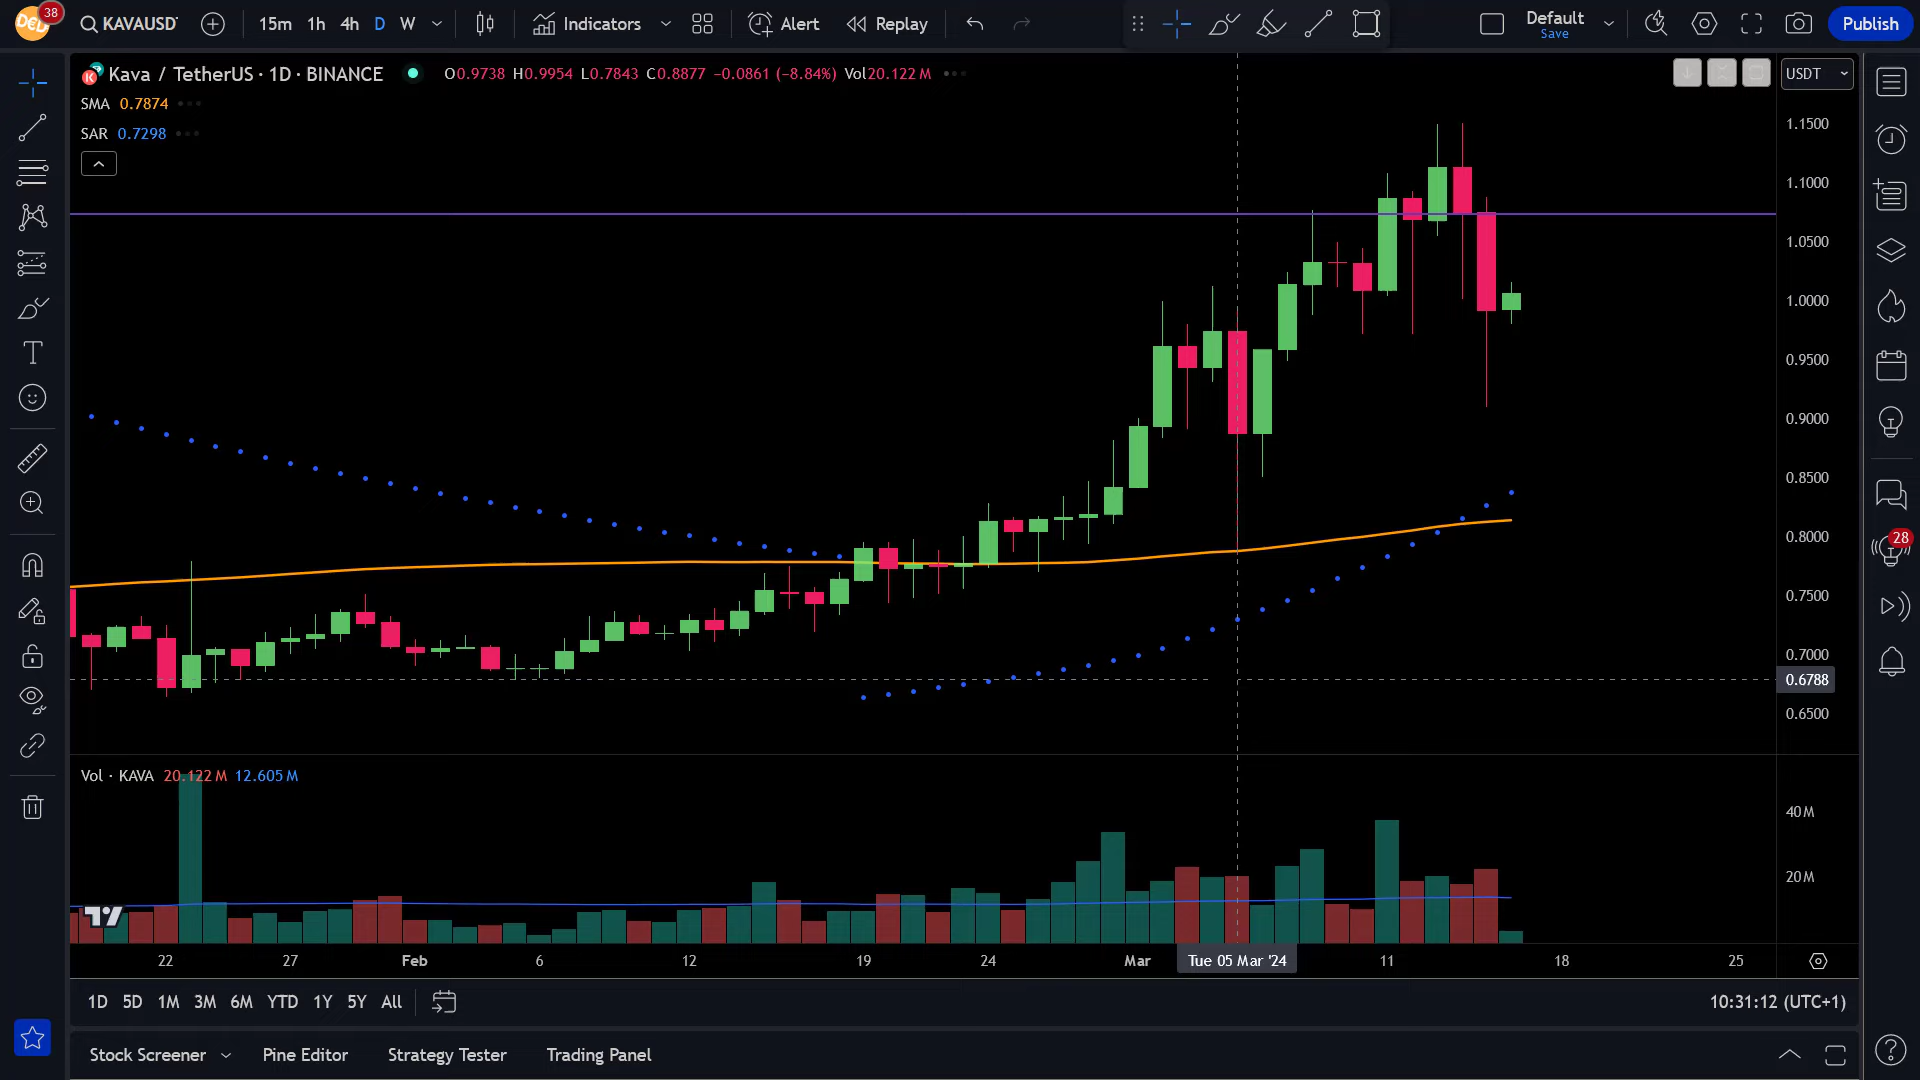 38 KAVAUSDT 15m 1h 4h D W Indicators Alert Replay Default Save Publish
Kava / TetherUS · 1D · BINANCE O0.9738 H0.9954 L0.7843 C0.8877 −0.0861 (−8.84%) Vol20.122 M USDT
SMA 0.7874
SAR 0.7298
1.1500
1.1000
1.0500
1.0000
0.9500
0.9000
0.8500
0.8000
0.7500
0.7000
0.6788
0.6500
28
Vol · KAVA 20.122 M 12.605 M
40 M
20 M
22 27 Feb 6 12 19 24 Mar Tue 05 Mar '24 11 18 25
1D 5D 1M 3M 6M YTD 1Y 5Y All 10:31:12 (UTC+1)
Stock Screener Pine Editor Strategy Tester Trading Panel